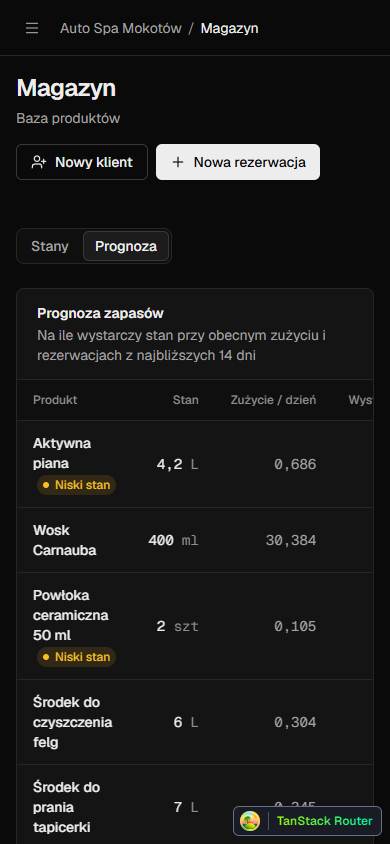 Auto Spa Mokotów / Magazyn
Magazyn
Baza produktów
Nowy klient
Nowa rezerwacja
Stany Prognoza
Prognoza zapasów
Na ile wystarczy stan przy obecnym zużyciu i
rezerwacjach z najbliższych 14 dni
Produkt Stan Zużycie / dzień Wys
Aktywna
piana
Niski stan
4,2 L 0,686
Wosk
Carnauba
400 ml 30,384
Powłoka
ceramiczna
50 ml
Niski stan
2 szt 0,105
Środek do
czyszczenia
felg
6 L 0,304
Środek do
prania
tapicerki
7 L
TanStack Router